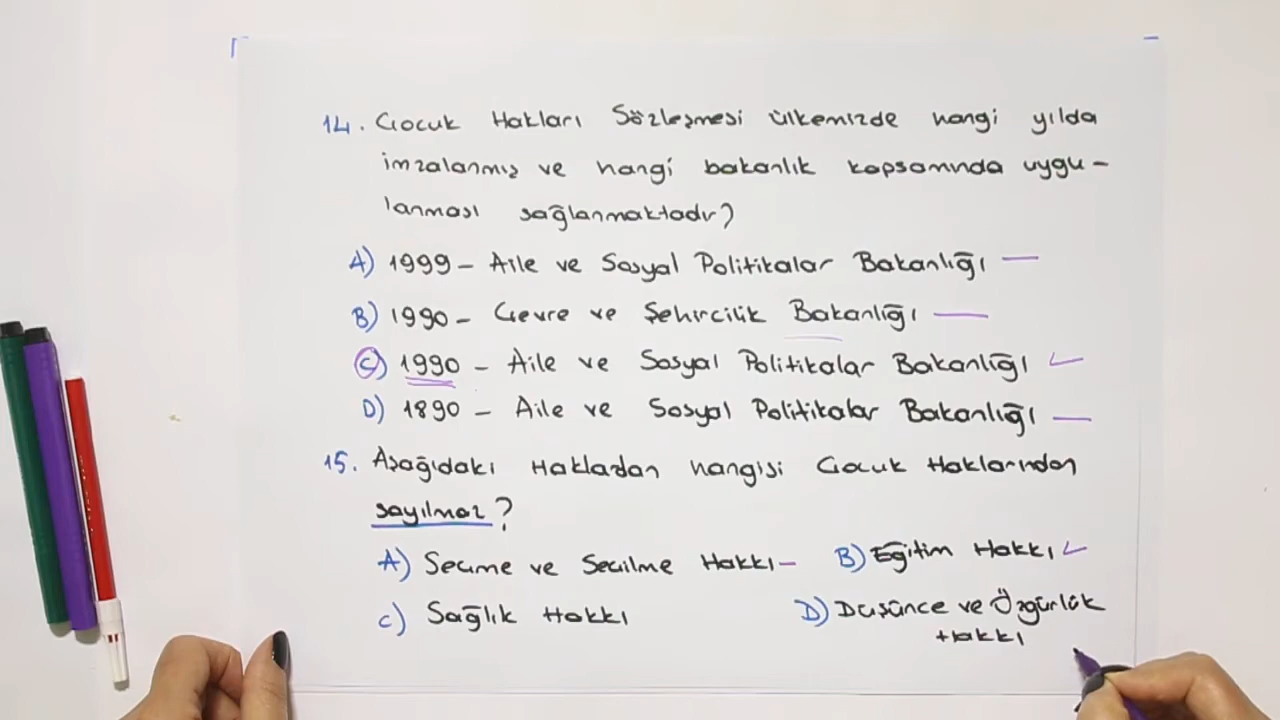 14. Çocuk Hakları Sözleşmesi ülkemizde hangi yılda
imzalanmış ve hangi bakanlık kapsamında uygu-
lanması sağlanmaktadır?
A) 1999 - Aile ve Sosyal Politikalar Bakanlığı
B) 1990 - Çevre ve Şehircilik Bakanlığı
C) 1990 - Aile ve Sosyal Politikalar Bakanlığı
D) 1890 - Aile ve Sosyal Politikalar Bakanlığı
15. Aşağıdaki Haklardan hangisi Çocuk Haklarından
sayılmaz?
A) Seçme ve Seçilme Hakkı B) Eğitim Hakkı
C) Sağlık Hakkı D) Düşünce ve Özgürlük
Hakkı